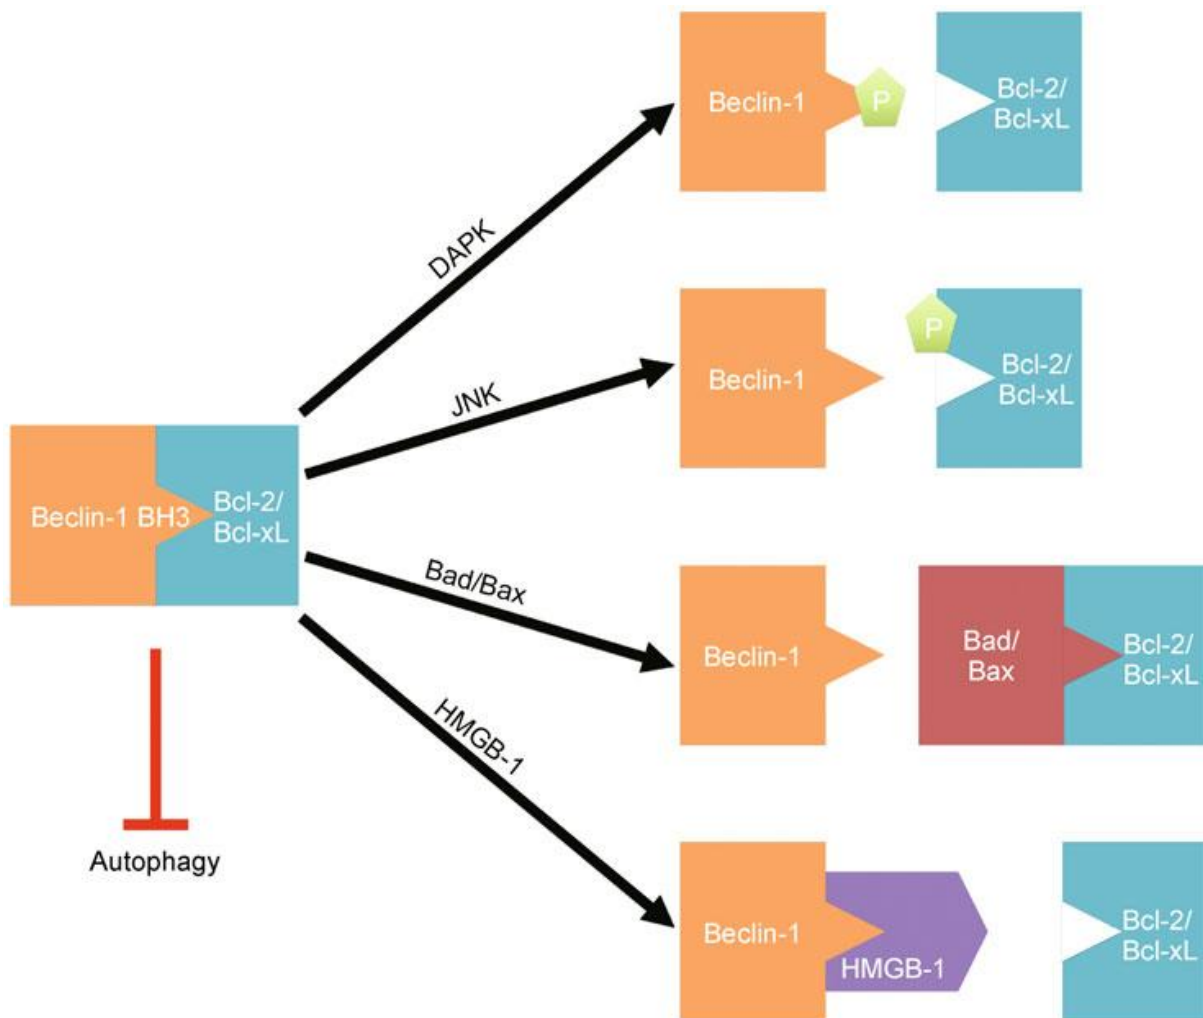 Beclin-1
P
Bcl-2/
Bcl-xL
DAPK
Beclin-1
P
Bcl-2/
Bcl-xL
JNK
Beclin-1 BH3
Bcl-2/
Bcl-xL
Bad/Bax
Beclin-1
Bad/
Bax
Bcl-2/
Bcl-xL
HMGB-1
Autophagy
Beclin-1
HMGB-1
Bcl-2/
Bcl-xL